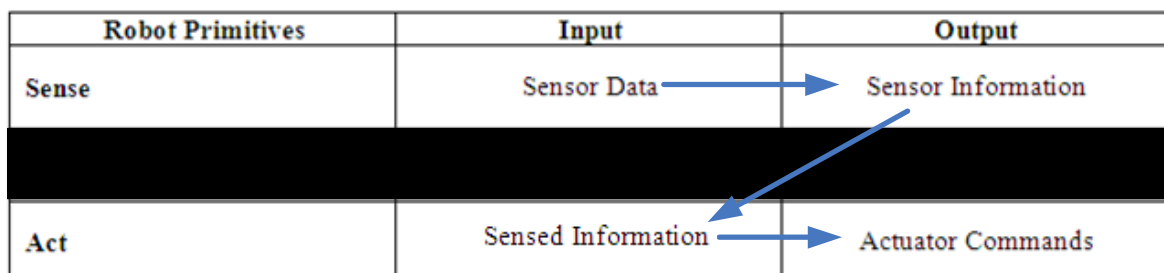 Robot Primitives Input Output
Sense Sensor Data Sensor Information
Act Sensed Information Actuator Commands